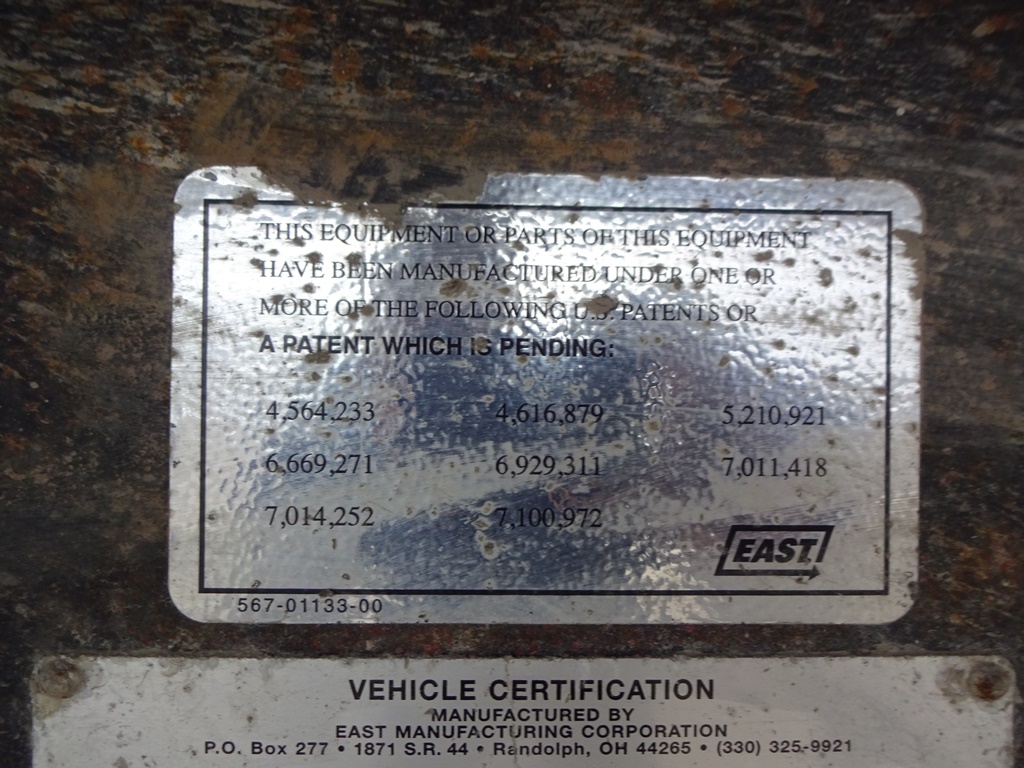 THIS EQUIPMENT OR PARTS OF THIS EQUIPMENT
HAVE BEEN MANUFACTURED UNDER ONE OR
MORE OF THE FOLLOWING U.S. PATENTS OR
A PATENT WHICH IS PENDING:
4,564,233 4,616,879 5,210,921
6,669,271 6,929,311 7,011,418
7,014,252 7,100,972
EAST
567-01133-00
VEHICLE CERTIFICATION
MANUFACTURED BY
EAST MANUFACTURING CORPORATION
P.O. Box 277 • 1871 S.R. 44 • Randolph, OH 44265 • (330) 325-9921